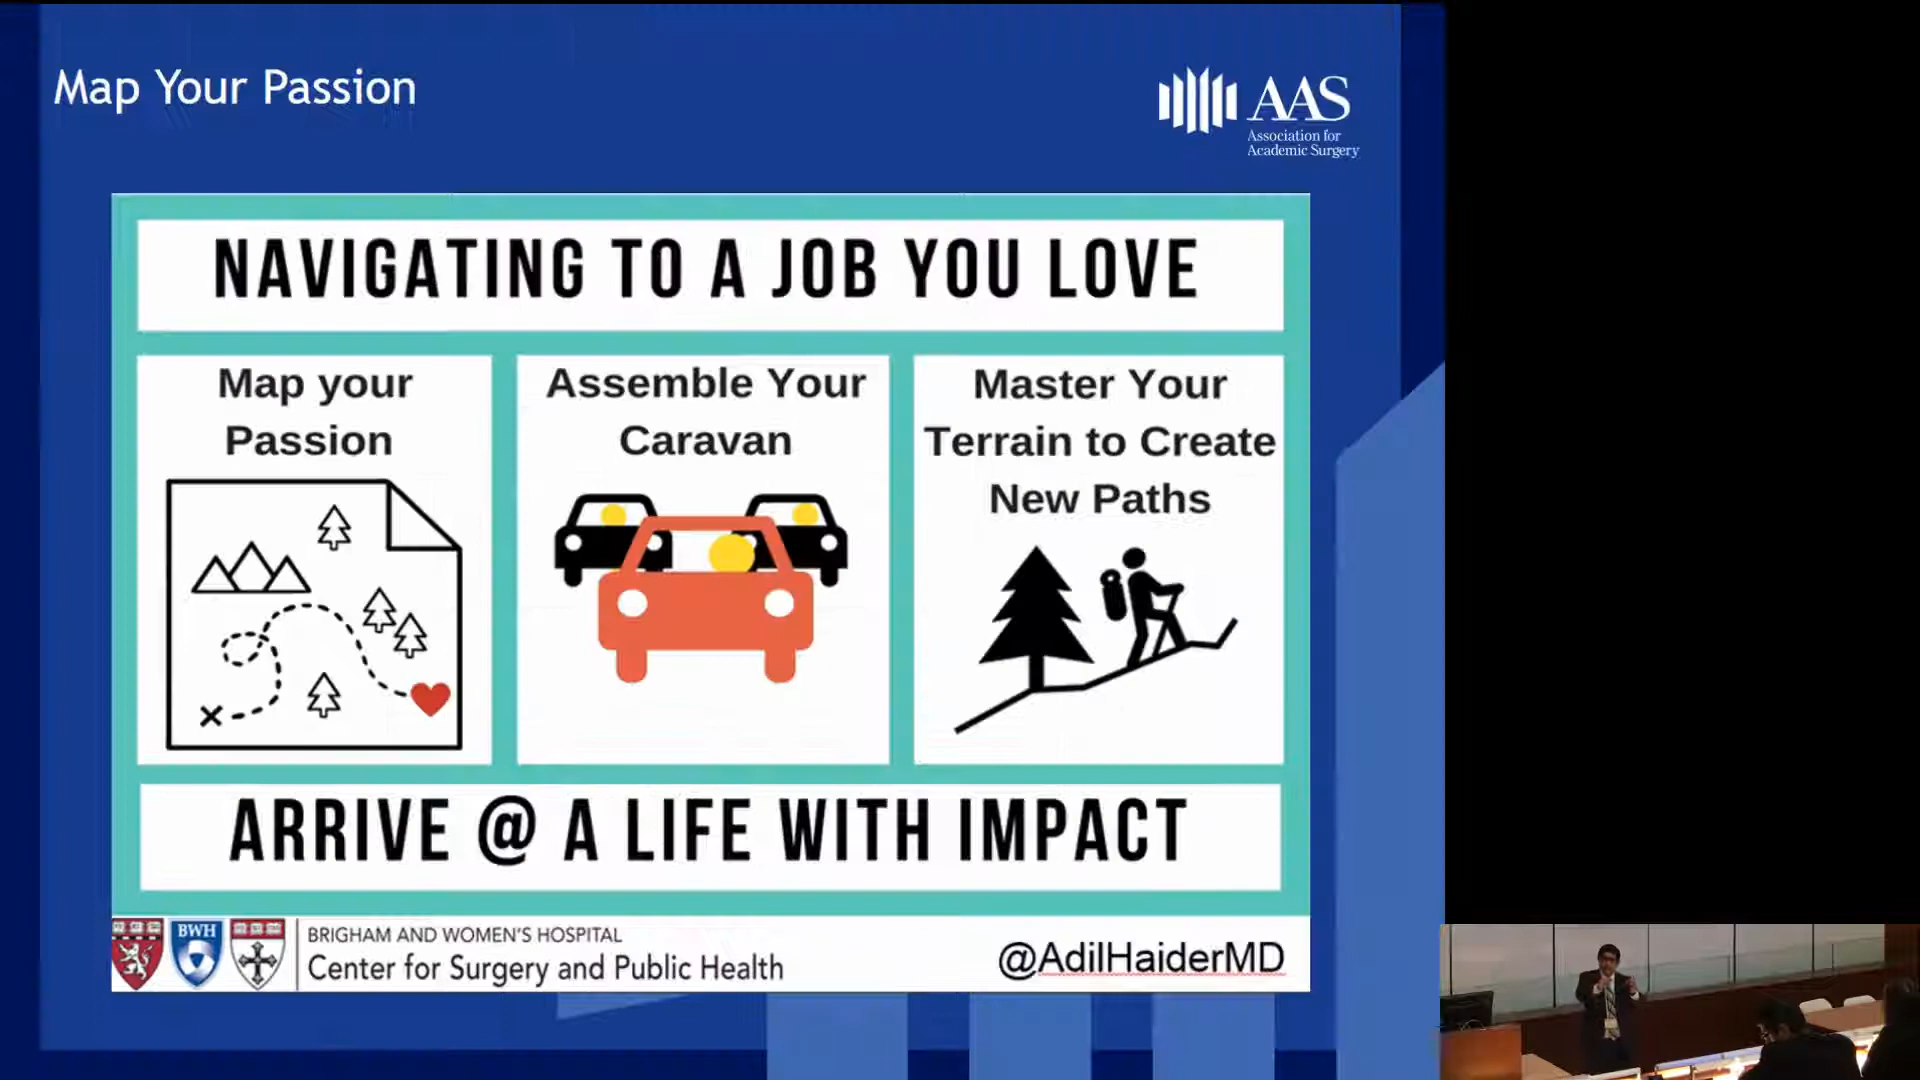 Map Your Passion
AAS
Association for
Academic Surgery
NAVIGATING TO A JOB YOU LOVE
Map your
Passion
Assemble Your
Caravan
Master Your
Terrain to Create
New Paths
ARRIVE @ A LIFE WITH IMPACT
BWH
BRIGHAM AND WOMEN'S HOSPITAL
Center for Surgery and Public Health
@AdilHaiderMD